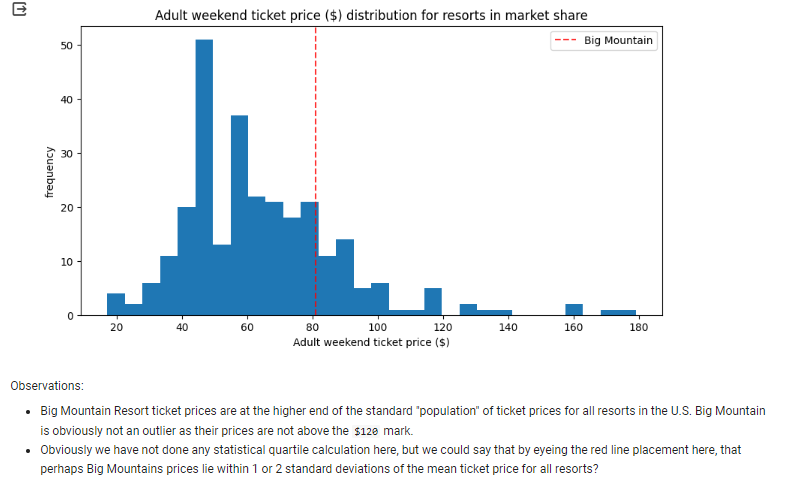 Adult weekend ticket price ($) distribution for resorts in market share
Big Mountain
50
40
30
20
10
0
frequency
20 40 60 80 100 120 140 160 180
Adult weekend ticket price ($)
Observations:
• Big Mountain Resort ticket prices are at the higher end of the standard "population" of ticket prices for all resorts in the U.S. Big Mountain
is obviously not an outlier as their prices are not above the $120 mark.
• Obviously we have not done any statistical quartile calculation here, but we could say that by eyeing the red line placement here, that
perhaps Big Mountains prices lie within 1 or 2 standard deviations of the mean ticket price for all resorts?